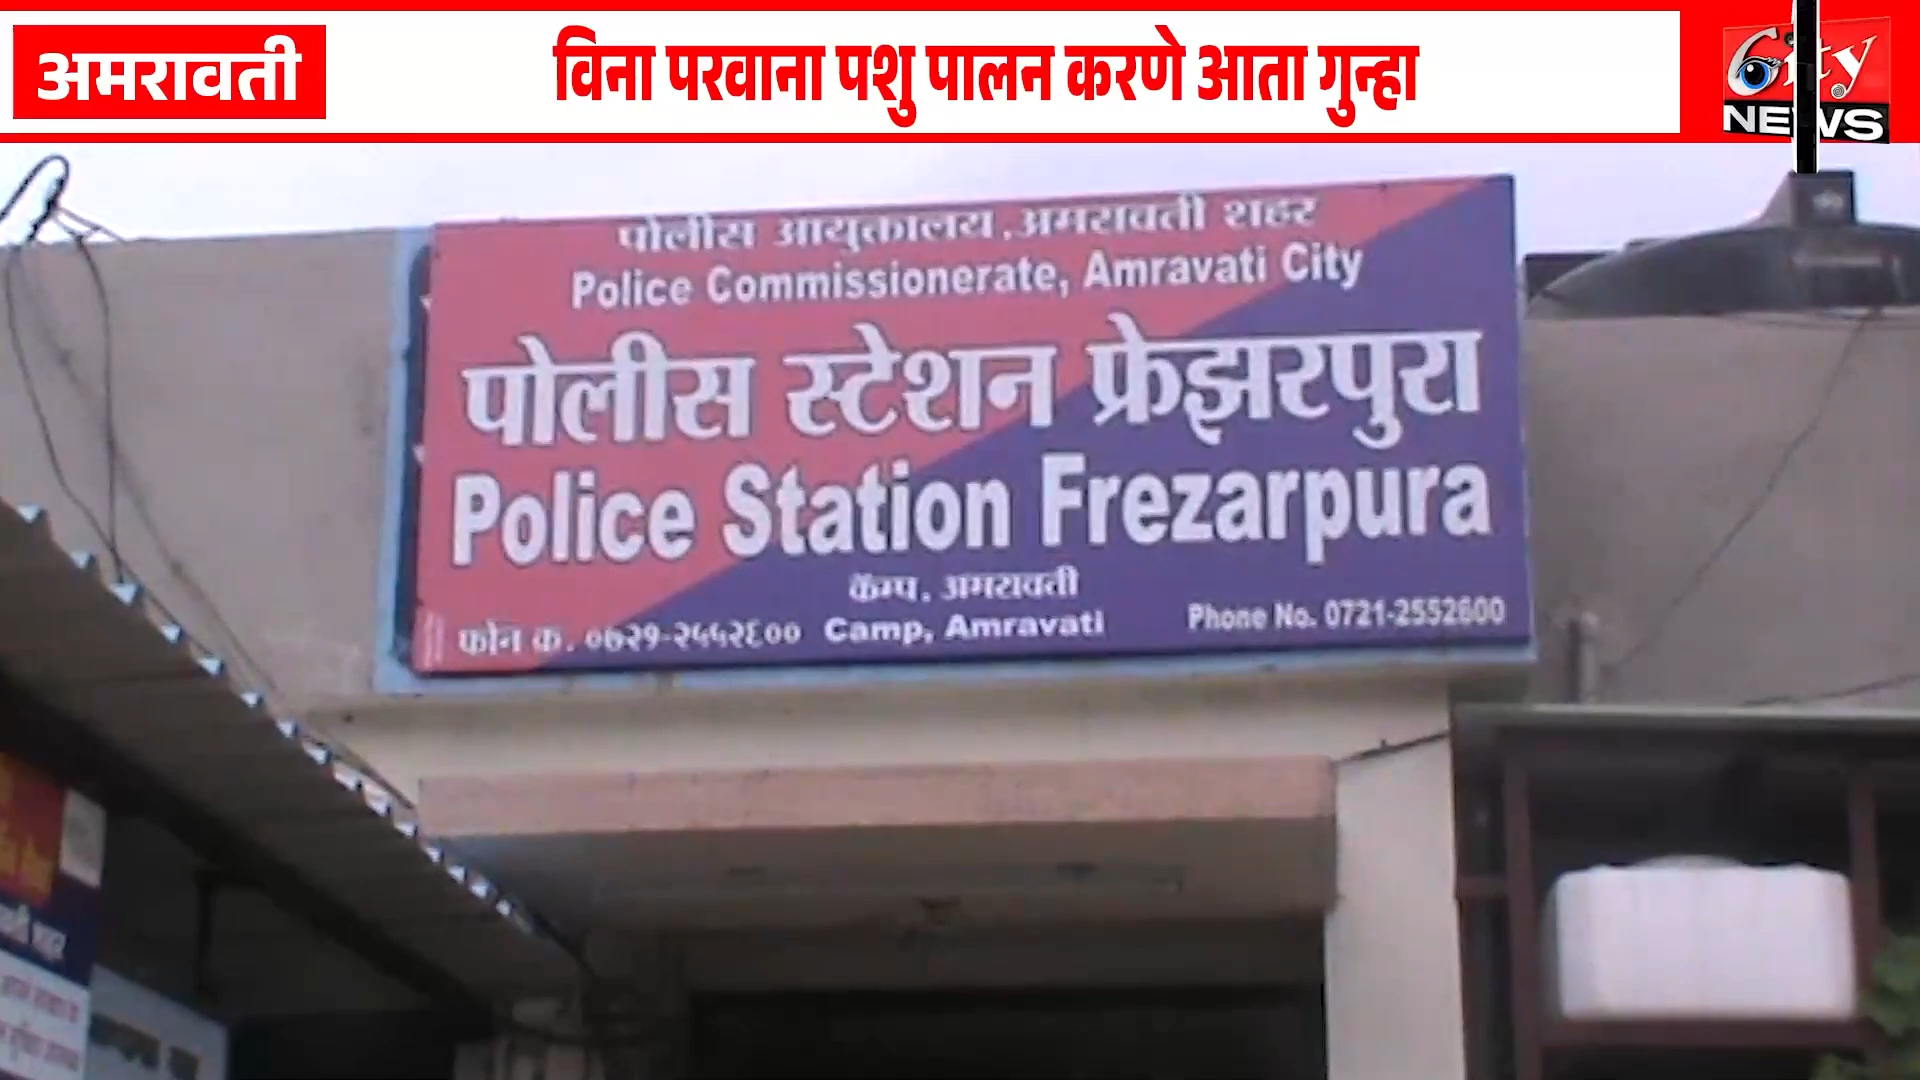 अमरावती
विना परवाना पशु पालन करणे आता गुन्हा
City
NEWS
पोलीस आयुक्तालय, अमरावती शहर
Police Commissionerate, Amravati City
पोलीस स्टेशन फ्रेझरपुरा
Police Station Frezarpura
कॅम्प, अमरावती
फोन क्र. ०७२१-२५५२६०० Camp, Amravati Phone No. 0721-2552600